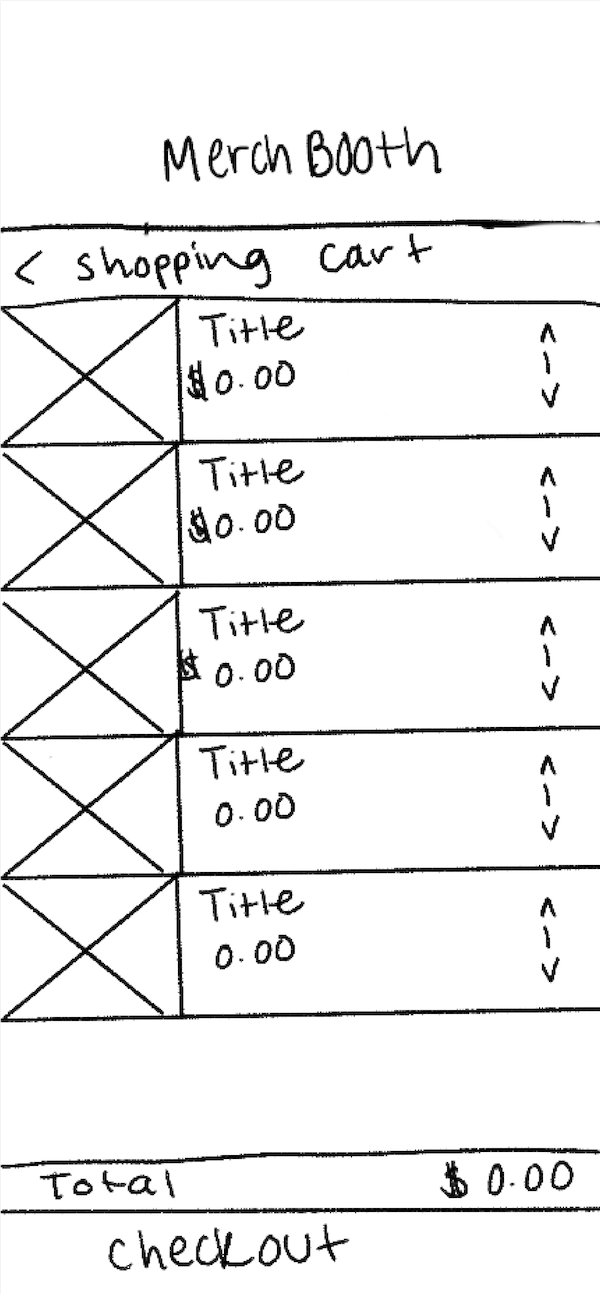 Merch Booth
< shopping cart
Title
$0.00
^
1
v
Title
$0.00
^
1
v
Title
$ 0.00
^
1
v
Title
0.00
^
1
v
Title
0.00
^
1
v
Total $ 0.00
checkout